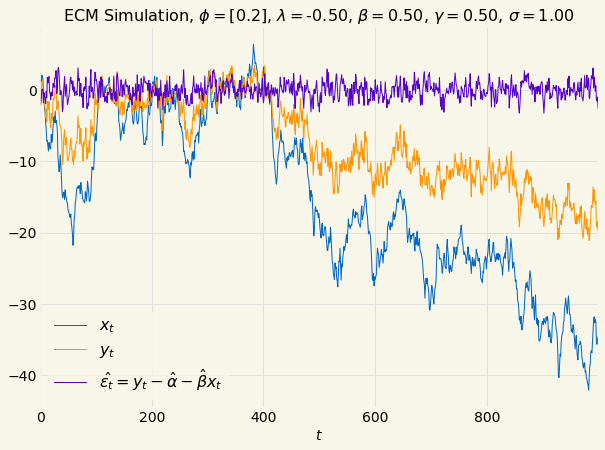 ECM Simulation, ϕ = [0.2], λ = -0.50, β = 0.50, γ = 0.50, σ = 1.00
0
−10
−20
−30
−40
x_t
y_t
ε̂_t = y_t − α̂ − β̂x_t
0 200 400 600 800
t